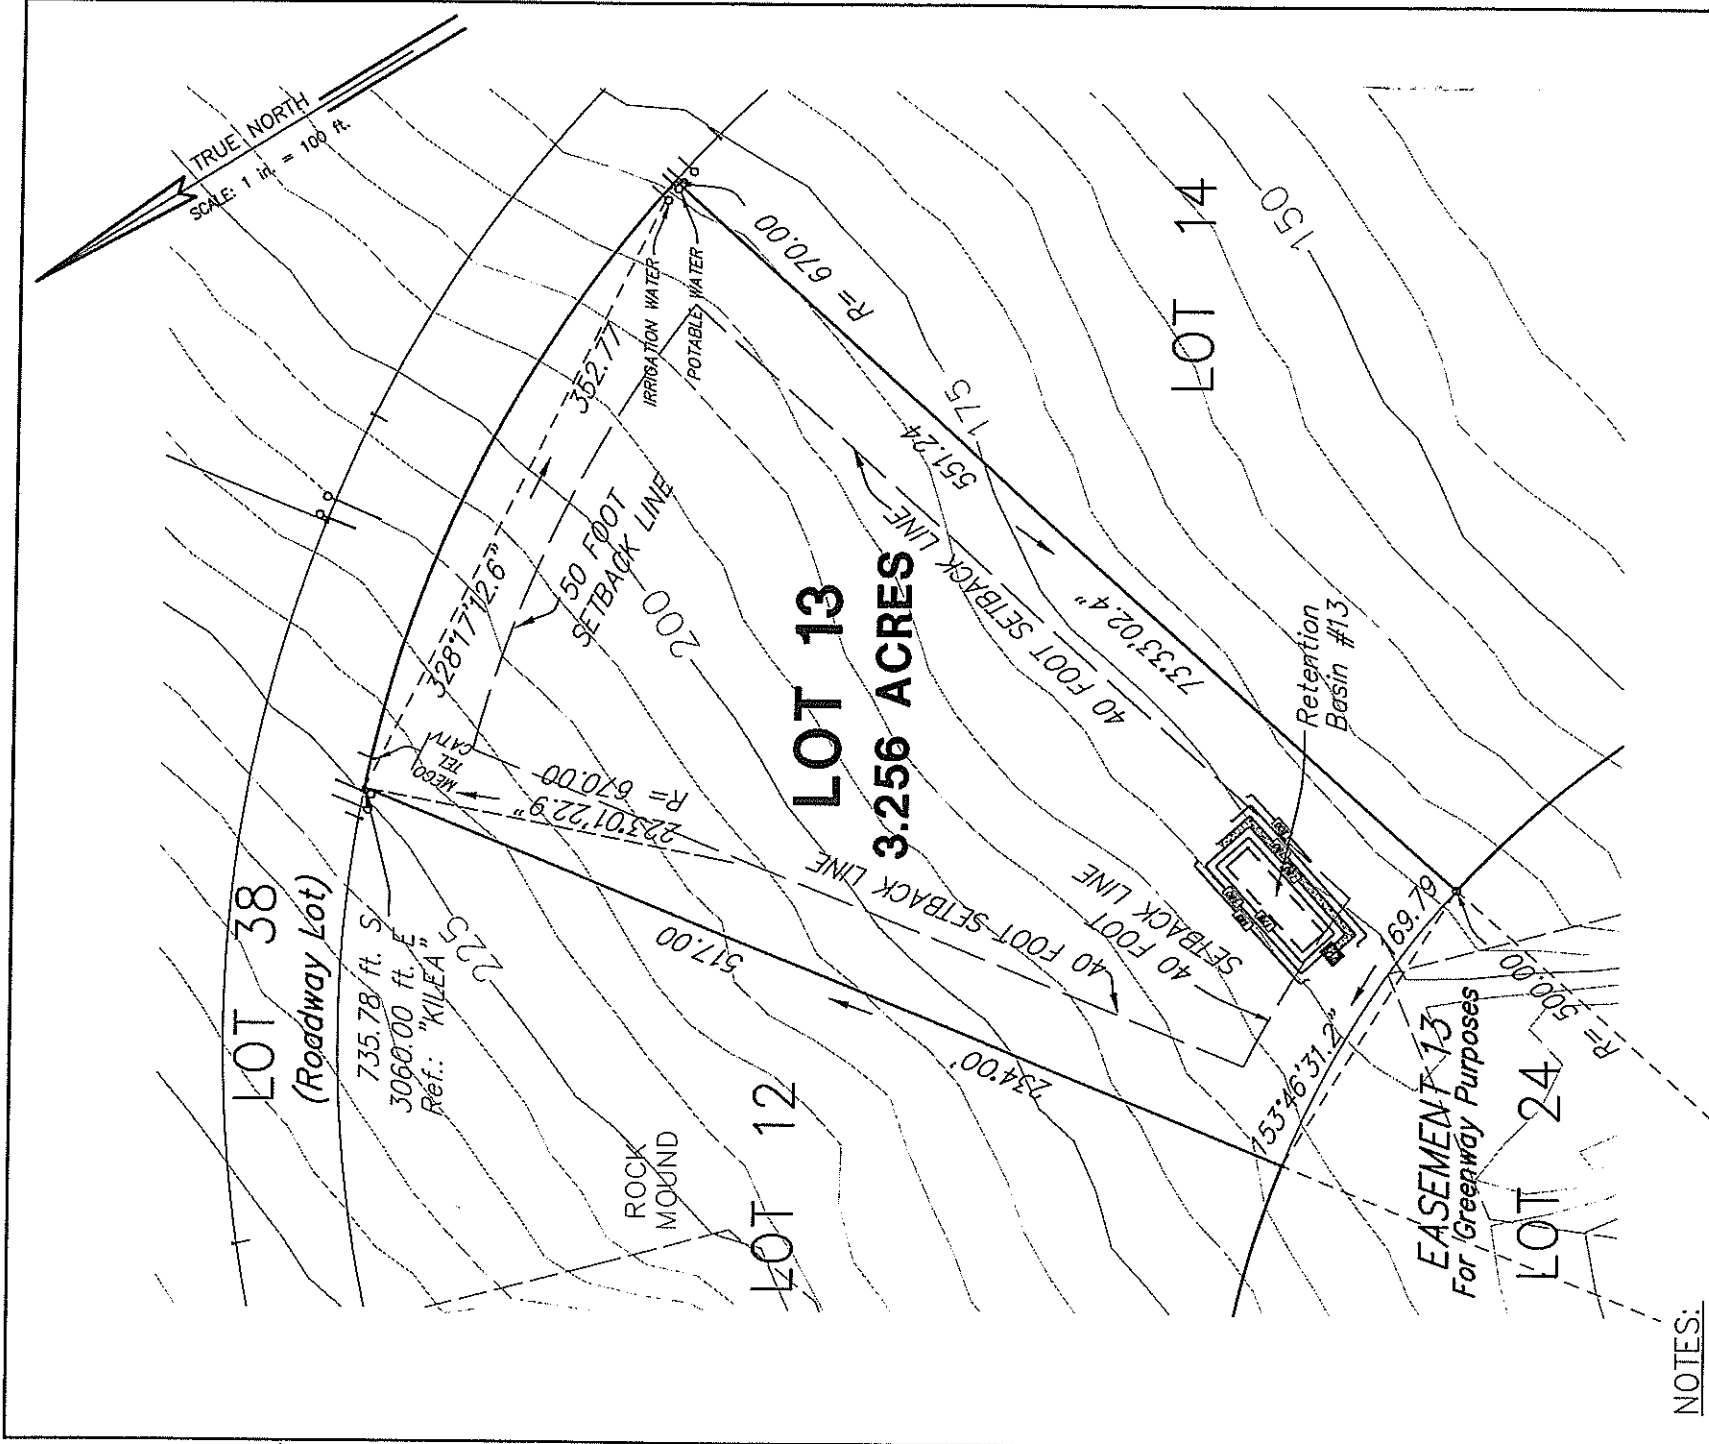 TRUE NORTH
SCALE: 1 in. = 100 ft.
LOT 38
(Roadway Lot)
735.78 ft. S
3060.00 ft. E
Ref.: "KILEA"
225
328°17'12.6"
352.77
50 FOOT
SETBACK LINE
200
IRRIGATION WATER
POTABLE WATER
R= 670.00
MECO
TEL
CATV
223°01'22.9"
R= 670.00
LOT 13
3.256 ACRES
40 FOOT SETBACK LINE
551.24
73°33'02.4"
175
LOT 14
150
40 FOOT SETBACK LINE
517.00
234°00'
40 FOOT
SETBACK LINE
Retention
Basin #13
169.79
153°46'31.2"
R= 500.00
ROCK
MOUND
LOT 12
EASEMENT 13
For Greenway Purposes
LOT 24
NOTES: